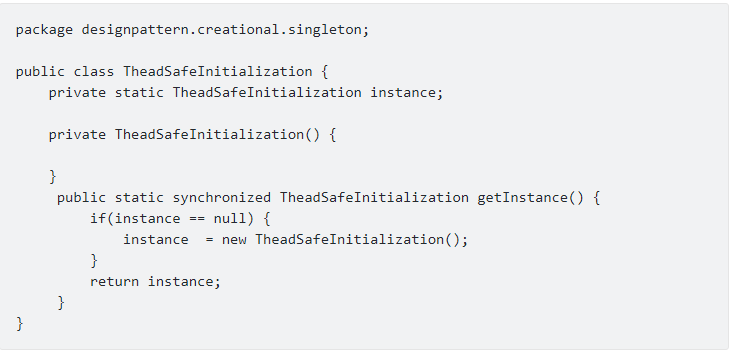 package designpattern.creational.singleton;
public class TheadSafeInitialization {
private static TheadSafeInitialization instance;
private TheadSafeInitialization() {
}
public static synchronized TheadSafeInitialization getInstance() {
if(instance == null) {
instance  = new TheadSafeInitialization();
}
return instance;
}
}